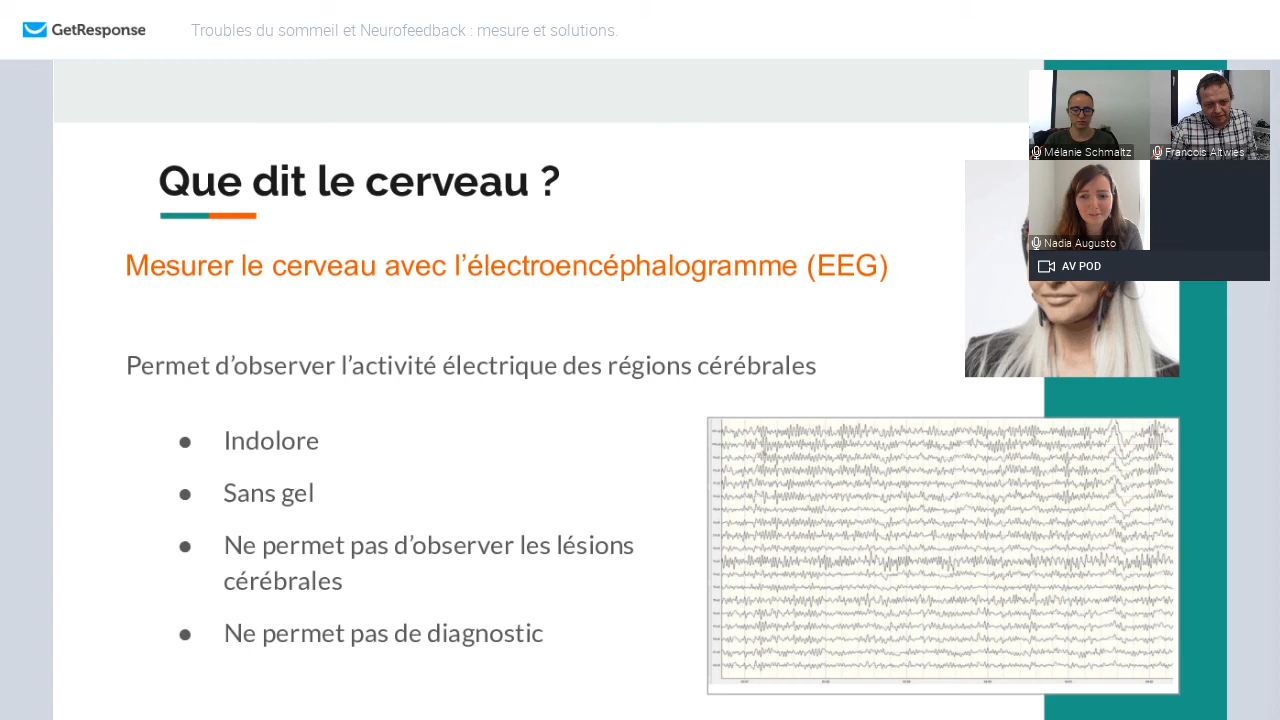 GetResponse
Troubles du sommeil et Neurofeedback : mesure et solutions.
Mélanie Schmaltz
Francois Altwies
Nadia Augusto
AV POD
Que dit le cerveau ?
Mesurer le cerveau avec l’électroencéphalogramme (EEG)
Permet d’observer l’activité électrique des régions cérébrales
● Indolore
● Sans gel
● Ne permet pas d’observer les lésions
cérébrales
● Ne permet pas de diagnostic